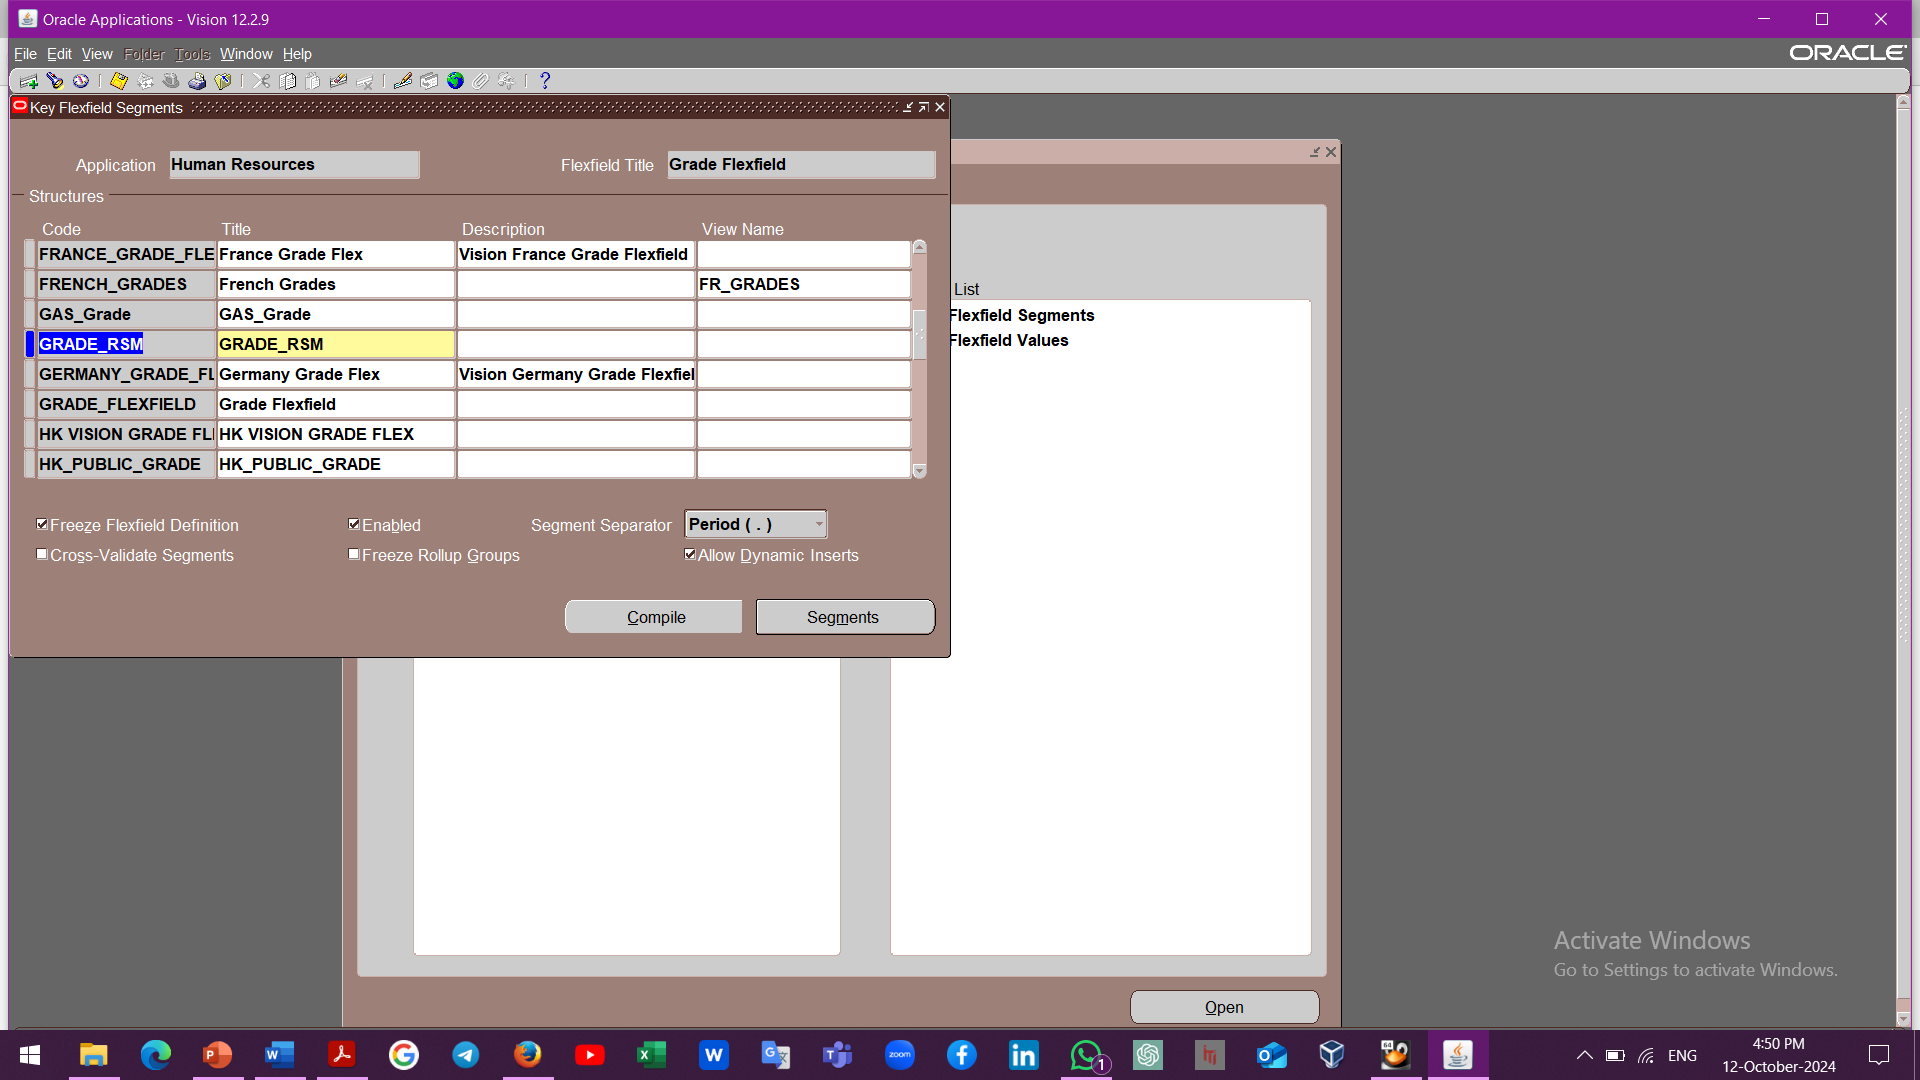 Oracle Applications - Vision 12.2.9
File Edit View Folder Tools Window Help
ORACLE
Key Flexfield Segments
Application Human Resources Flexfield Title Grade Flexfield
Structures
Code Title Description View Name
FRANCE_GRADE_FLE France Grade Flex Vision France Grade Flexfield
FRENCH_GRADES French Grades FR_GRADES
GAS_Grade GAS_Grade
GRADE_RSM GRADE_RSM
GERMANY_GRADE_FL Germany Grade Flex Vision Germany Grade Flexfiel
GRADE_FLEXFIELD Grade Flexfield
HK VISION GRADE FLI HK VISION GRADE FLEX
HK_PUBLIC_GRADE HK_PUBLIC_GRADE
Freeze Flexfield Definition Enabled Segment Separator Period ( . )
Cross-Validate Segments Freeze Rollup Groups Allow Dynamic Inserts
Compile Segments
List
Flexfield Segments
Flexfield Values
Open
Activate Windows
Go to Settings to activate Windows.
zoom
1
ENG
4:50 PM
12-October-2024